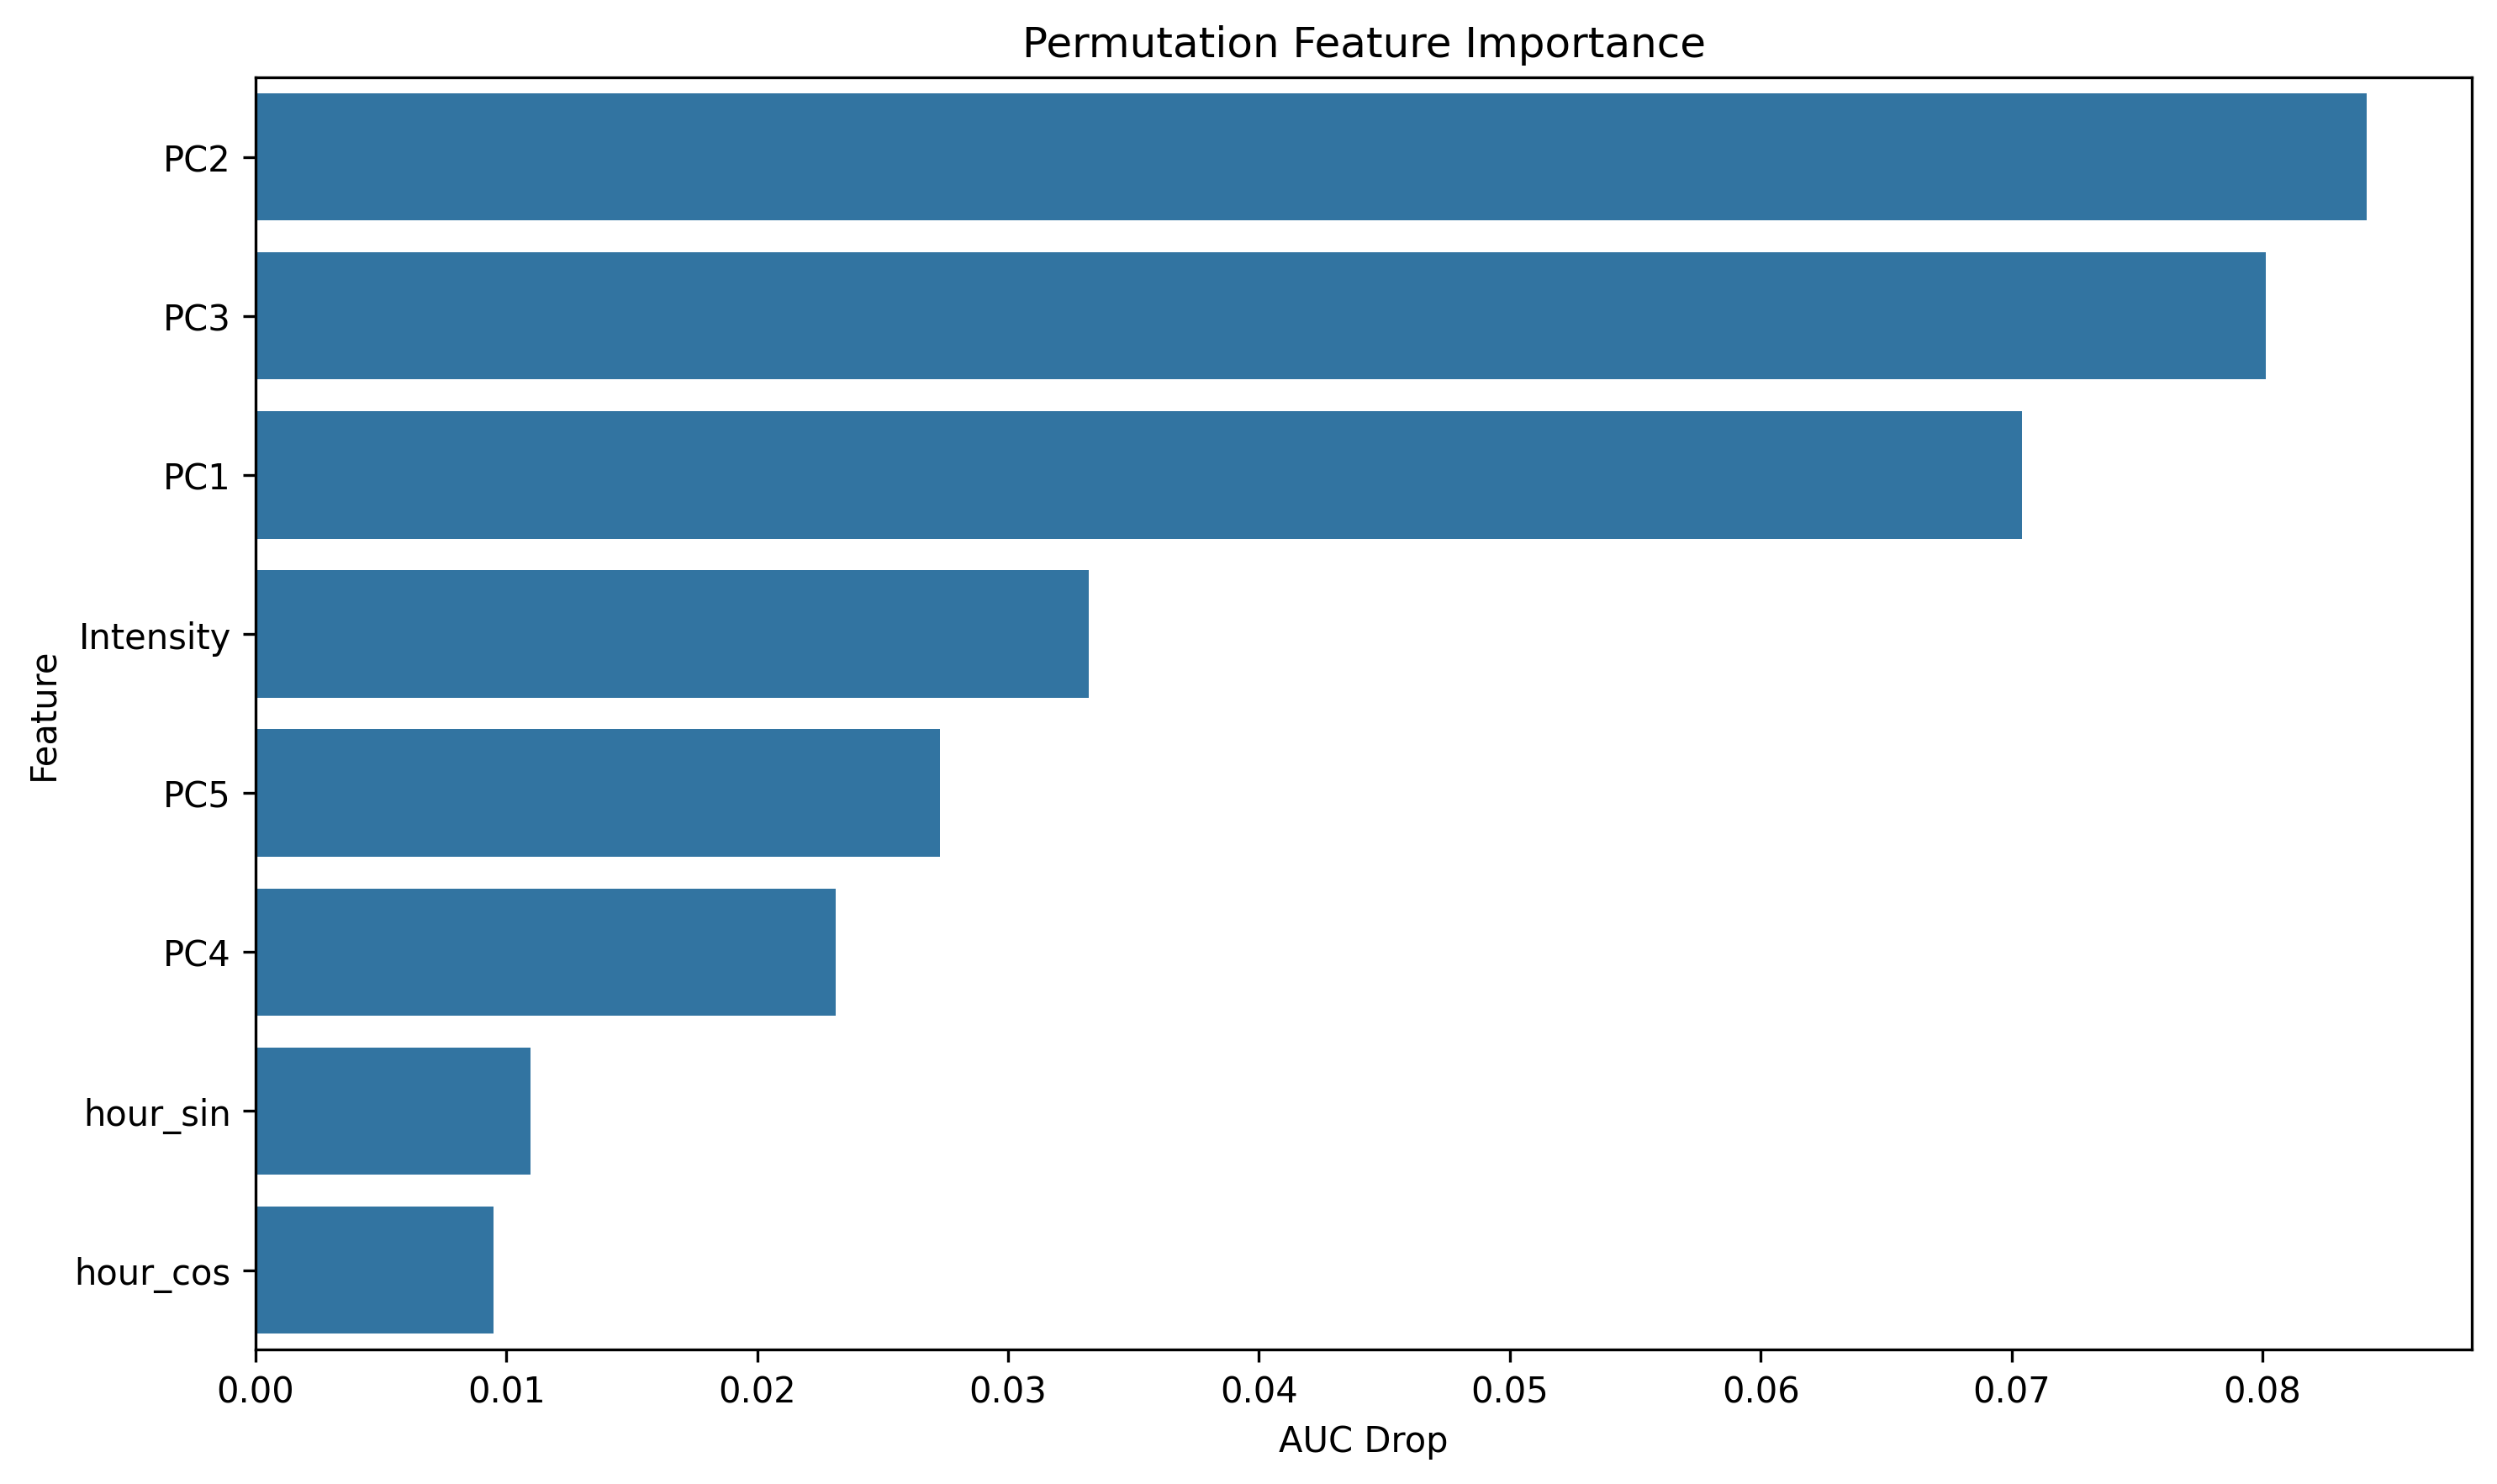 Permutation Feature Importance
Feature
PC2
PC3
PC1
Intensity
PC5
PC4
hour_sin
hour_cos
0.00 0.01 0.02 0.03 0.04 0.05 0.06 0.07 0.08
AUC Drop